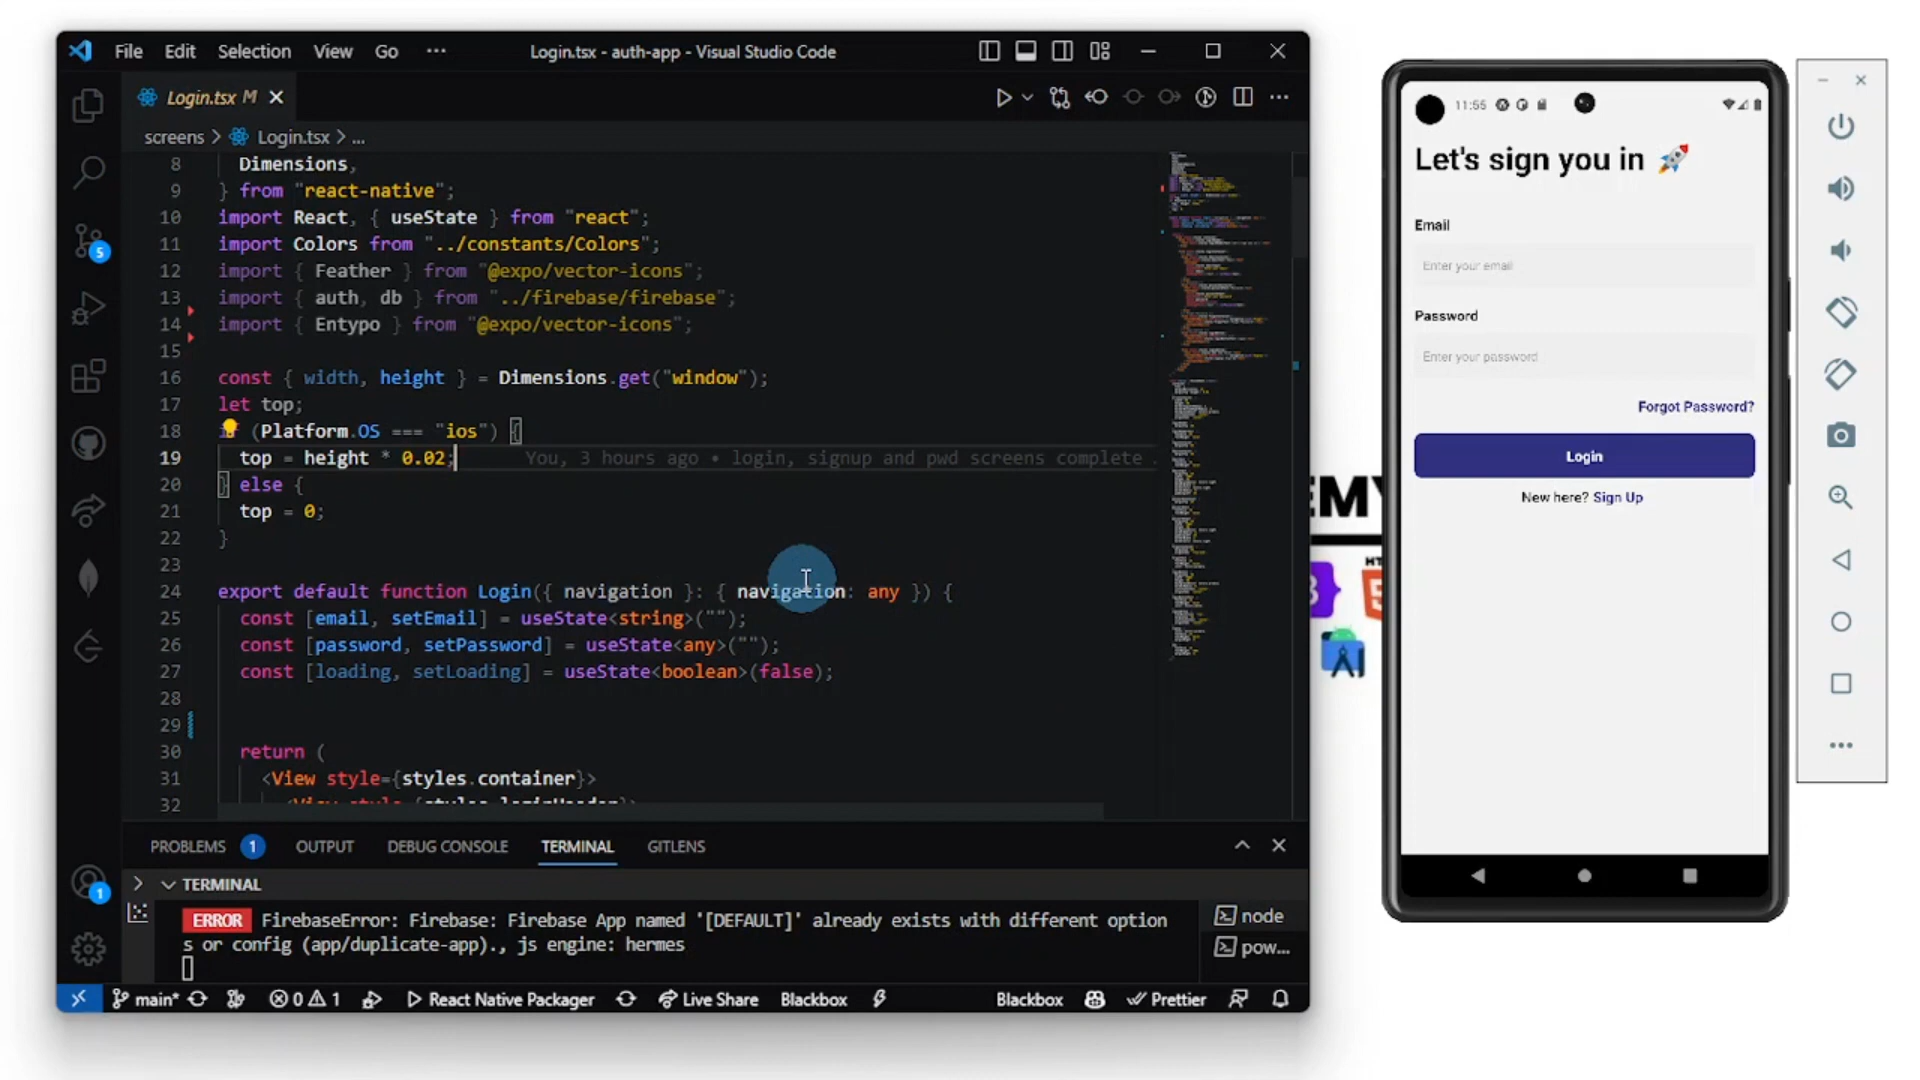 File Edit Selection View Go ··· Login.tsx - auth-app - Visual Studio Code
Login.tsx M
screens > Login.tsx > ...
8 Dimensions,
9 } from "react-native";
10 import React, { useState } from "react";
11 import Colors from "../constants/Colors";
12 import { Feather } from "@expo/vector-icons";
13 import { auth, db } from "../firebase/firebase";
14 import { Entypo } from "@expo/vector-icons";
15
16 const { width, height } = Dimensions.get("window");
17 let top;
18 (Platform.OS === "ios") {
19 top = height * 0.02; You, 3 hours ago • login, signup and pwd screens complete .
20 } else {
21 top = 0;
22 }
23
24 export default function Login({ navigation }: { navigation: any }) {
25 const [email, setEmail] = useState<string>("");
26 const [password, setPassword] = useState<any>("");
27 const [loading, setLoading] = useState<boolean>(false);
28
29
30 return (
31 <View style={styles.container}>
32 <View style={styles.loginHeader}>
5
1
PROBLEMS 1 OUTPUT DEBUG CONSOLE TERMINAL GITLENS
TERMINAL
ERROR FirebaseError: Firebase: Firebase App named '[DEFAULT]' already exists with different option
s or config (app/duplicate-app)., js engine: hermes
node
pow...
main* 0 1 React Native Packager Live Share Blackbox Blackbox Prettier
EMY
11:55
Let's sign you in
Email
Enter your email
Password
Enter your password
Forgot Password?
Login
New here? Sign Up